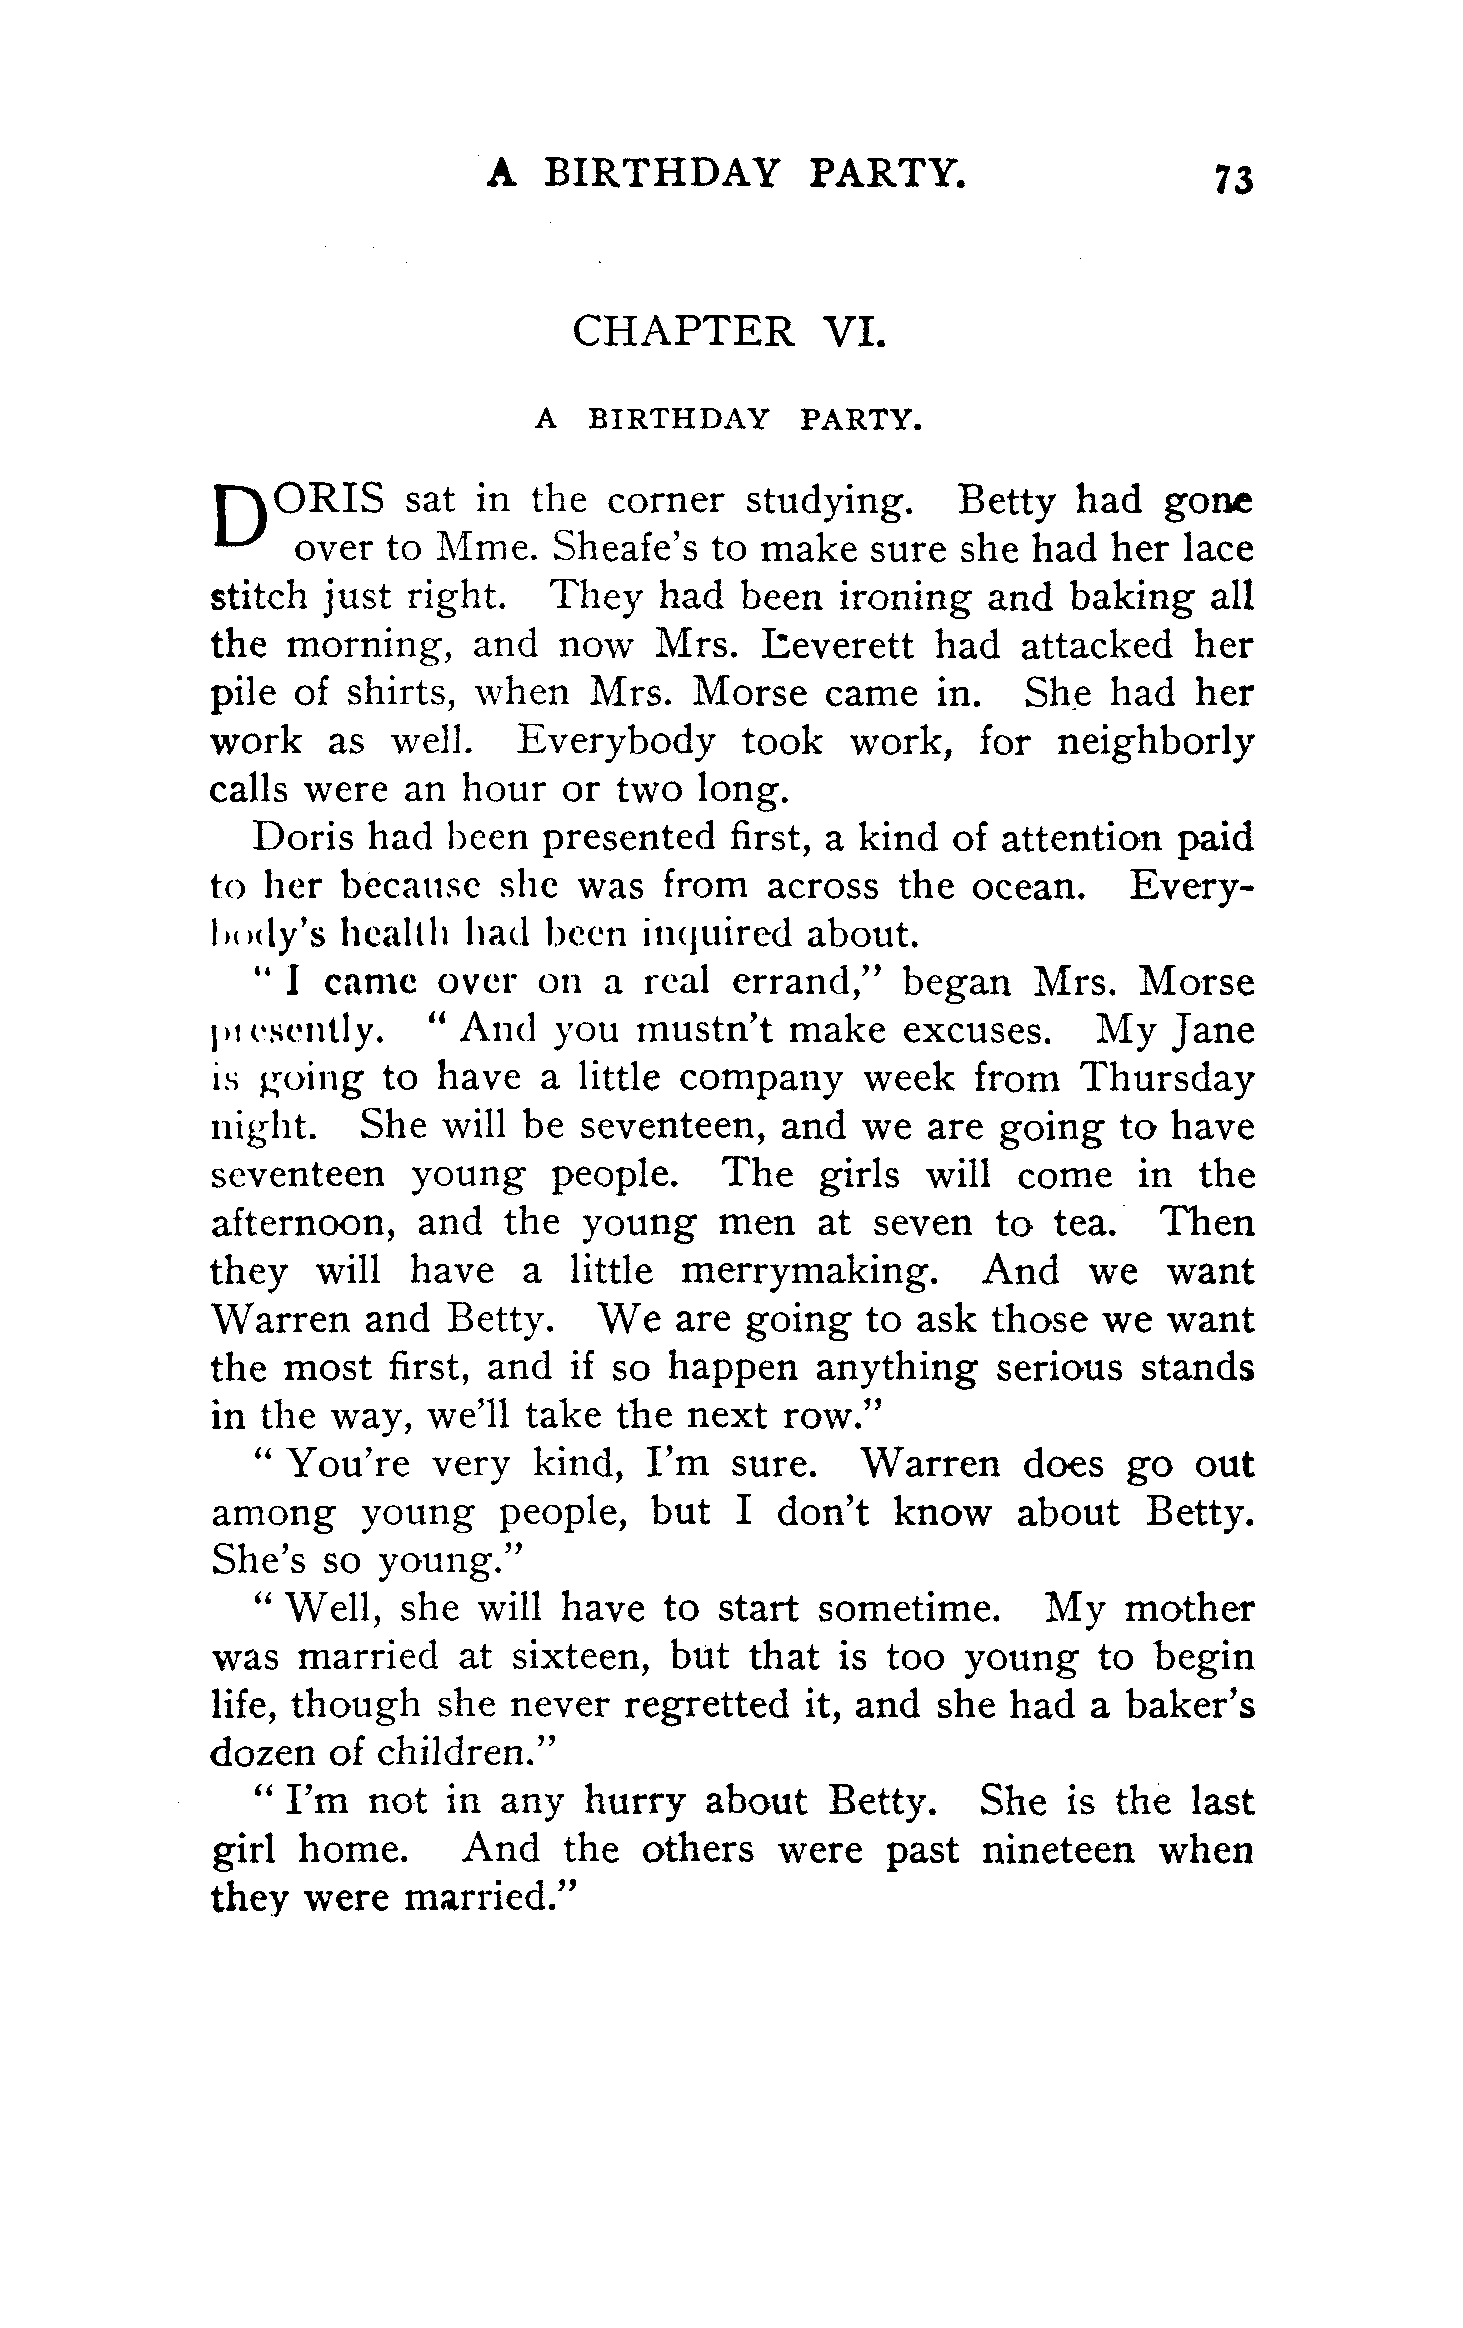 A BIRTHDAY PARTY. 73
CHAPTER VI.
A BIRTHDAY PARTY.
DORIS sat in the corner studying. Betty had gone
over to Mme. Sheafe's to make sure she had her lace
stitch just right. They had been ironing and baking all
the morning, and now Mrs. Leverett had attacked her
pile of shirts, when Mrs. Morse came in. She had her
work as well. Everybody took work, for neighborly
calls were an hour or two long.
Doris had been presented first, a kind of attention paid
to her because she was from across the ocean. Every-
body's health had been inquired about.
" I came over on a real errand," began Mrs. Morse
presently. " And you mustn't make excuses. My Jane
is going to have a little company week from Thursday
night. She will be seventeen, and we are going to have
seventeen young people. The girls will come in the
afternoon, and the young men at seven to tea. Then
they will have a little merrymaking. And we want
Warren and Betty. We are going to ask those we want
the most first, and if so happen anything serious stands
in the way, we'll take the next row."
" You're very kind, I'm sure. Warren does go out
among young people, but I don't know about Betty.
She's so young."
" Well, she will have to start sometime. My mother
was married at sixteen, but that is too young to begin
life, though she never regretted it, and she had a baker's
dozen of children."
" I'm not in any hurry about Betty. She is the last
girl home. And the others were past nineteen when
they were married."